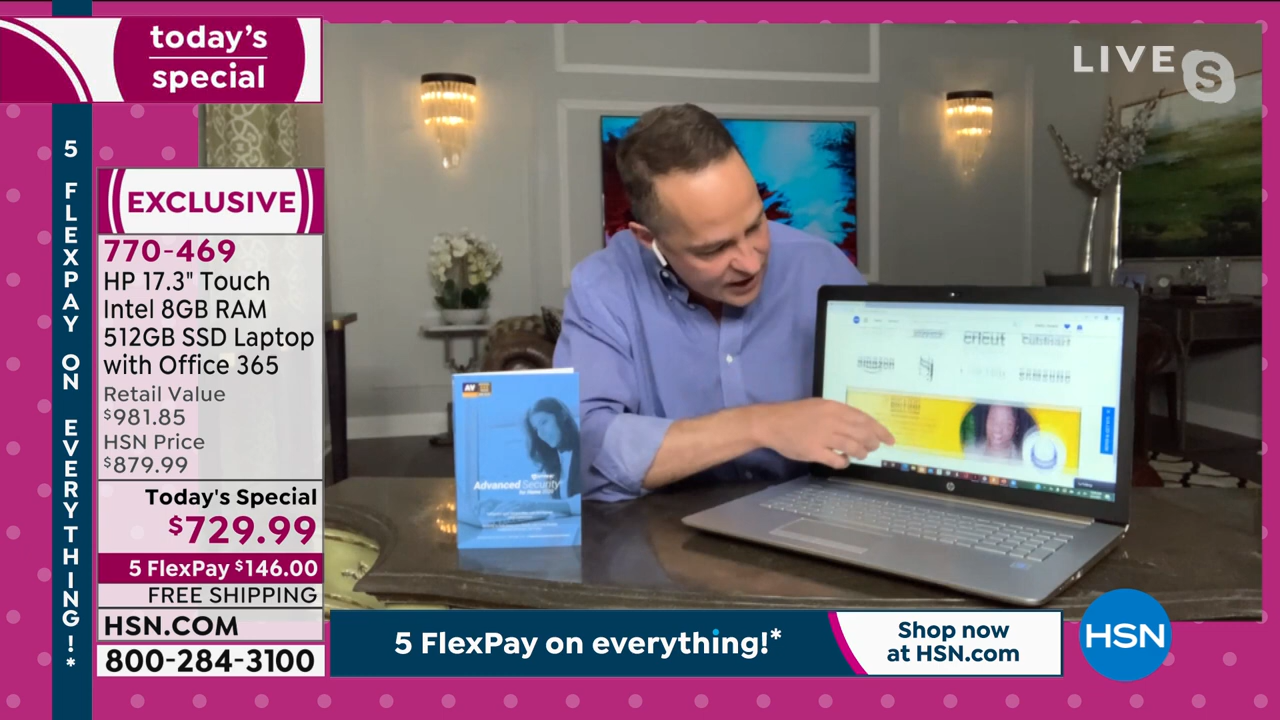 today's
special
5 FLEXPAY ON EVERYTHING!*
EXCLUSIVE
770-469
HP 17.3" Touch
Intel 8GB RAM
512GB SSD Laptop
with Office 365
Retail Value
$981.85
HSN Price
$879.99
Today's Special
$729.99
5 FlexPay $146.00
FREE SHIPPING
HSN.COM
800-284-3100
LIVE S
Advanced Security
cricut
amazon
SAMSUNG
hp
5 FlexPay on everything!*
Shop now
at HSN.com
HSN